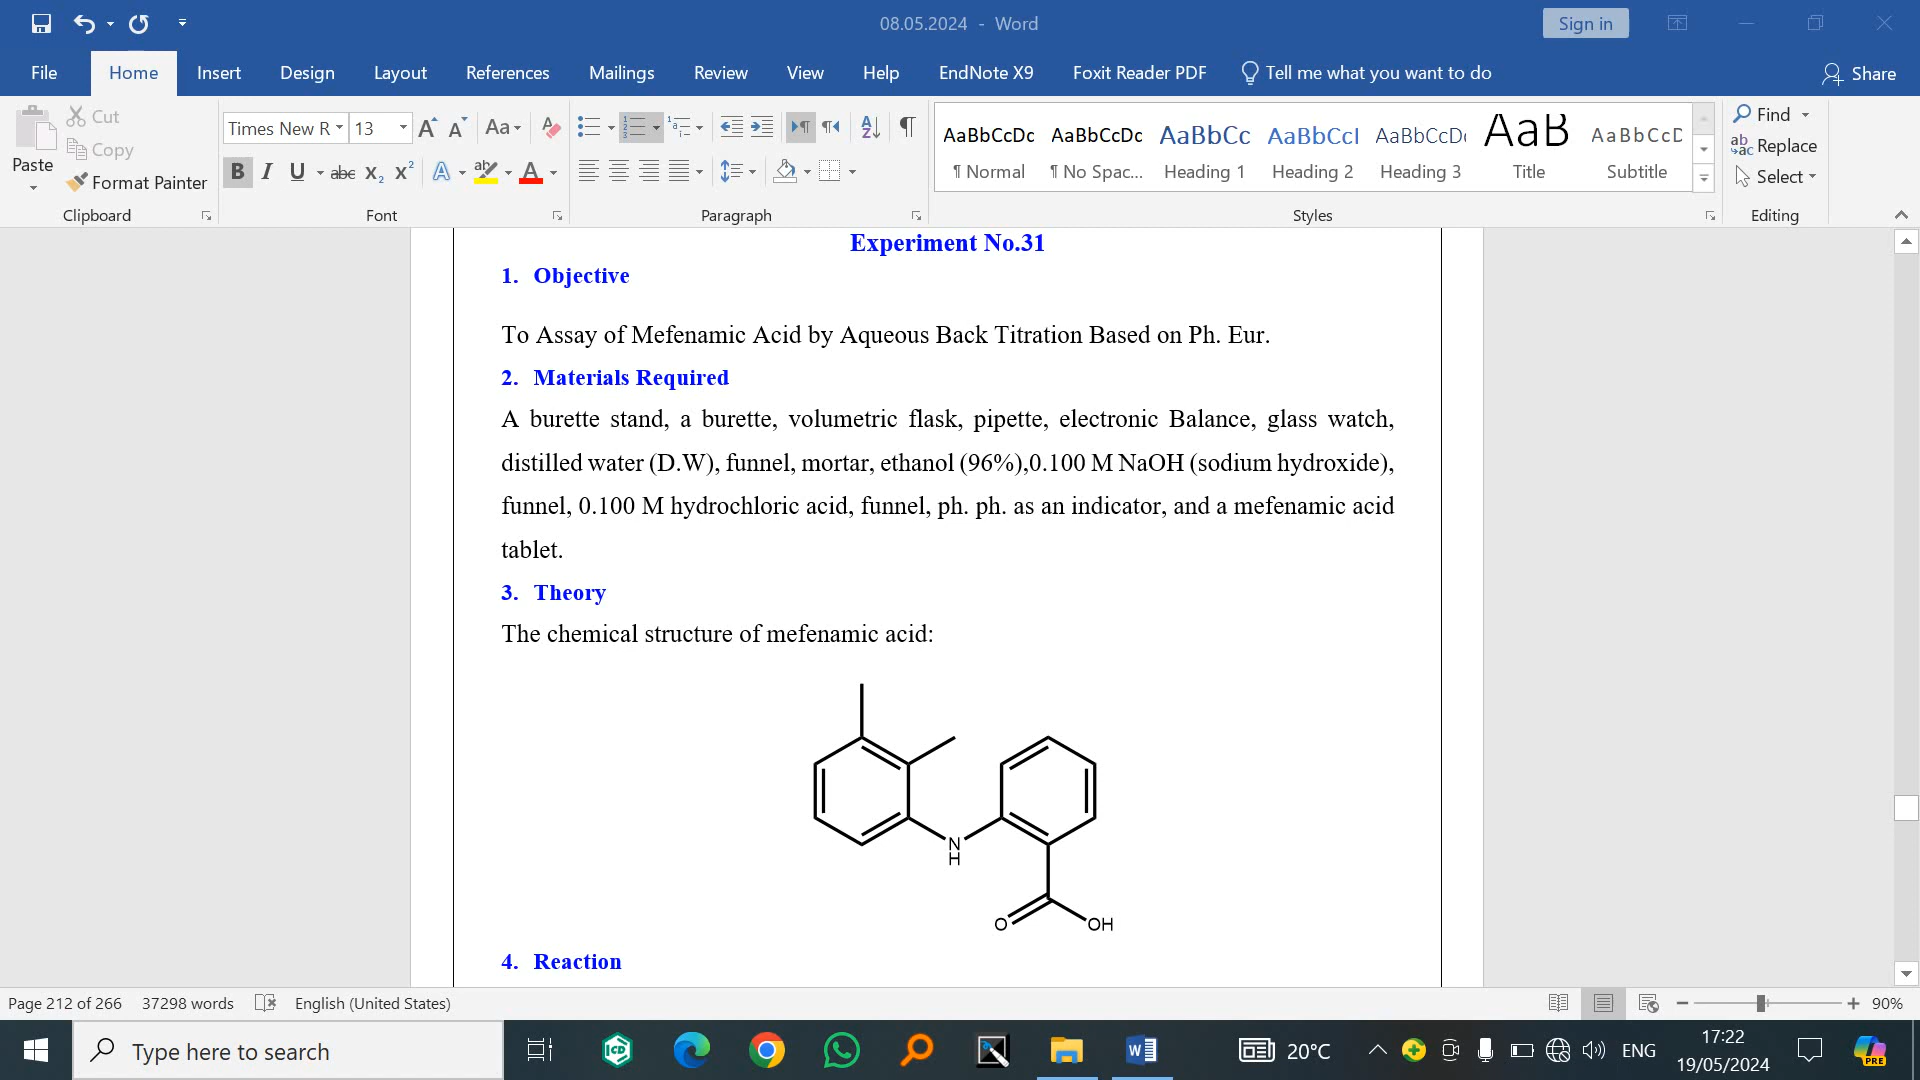 08.05.2024 - Word
Sign in
File Home Insert Design Layout References Mailings Review View Help EndNote X9 Foxit Reader PDF Tell me what you want to do Share
Paste
Cut
Copy
Format Painter
Clipboard
Times New R 13
Font
Paragraph
AaBbCcDc AaBbCcDc AaBbCc AaBbCcI AaBbCcD AaB AaBbCcD
¶ Normal ¶ No Spac... Heading 1 Heading 2 Heading 3 Title Subtitle
Styles
Find
Replace
Select
Editing
Experiment No.31
1. Objective
To Assay of Mefenamic Acid by Aqueous Back Titration Based on Ph. Eur.
2. Materials Required
A burette stand, a burette, volumetric flask, pipette, electronic Balance, glass watch,
distilled water (D.W), funnel, mortar, ethanol (96%),0.100 M NaOH (sodium hydroxide),
funnel, 0.100 M hydrochloric acid, funnel, ph. ph. as an indicator, and a mefenamic acid
tablet.
3. Theory
The chemical structure of mefenamic acid:
N
H
O OH
4. Reaction
Page 212 of 266 37298 words English (United States) 90%
Type here to search
20°C ENG
17:22
19/05/2024
PRE